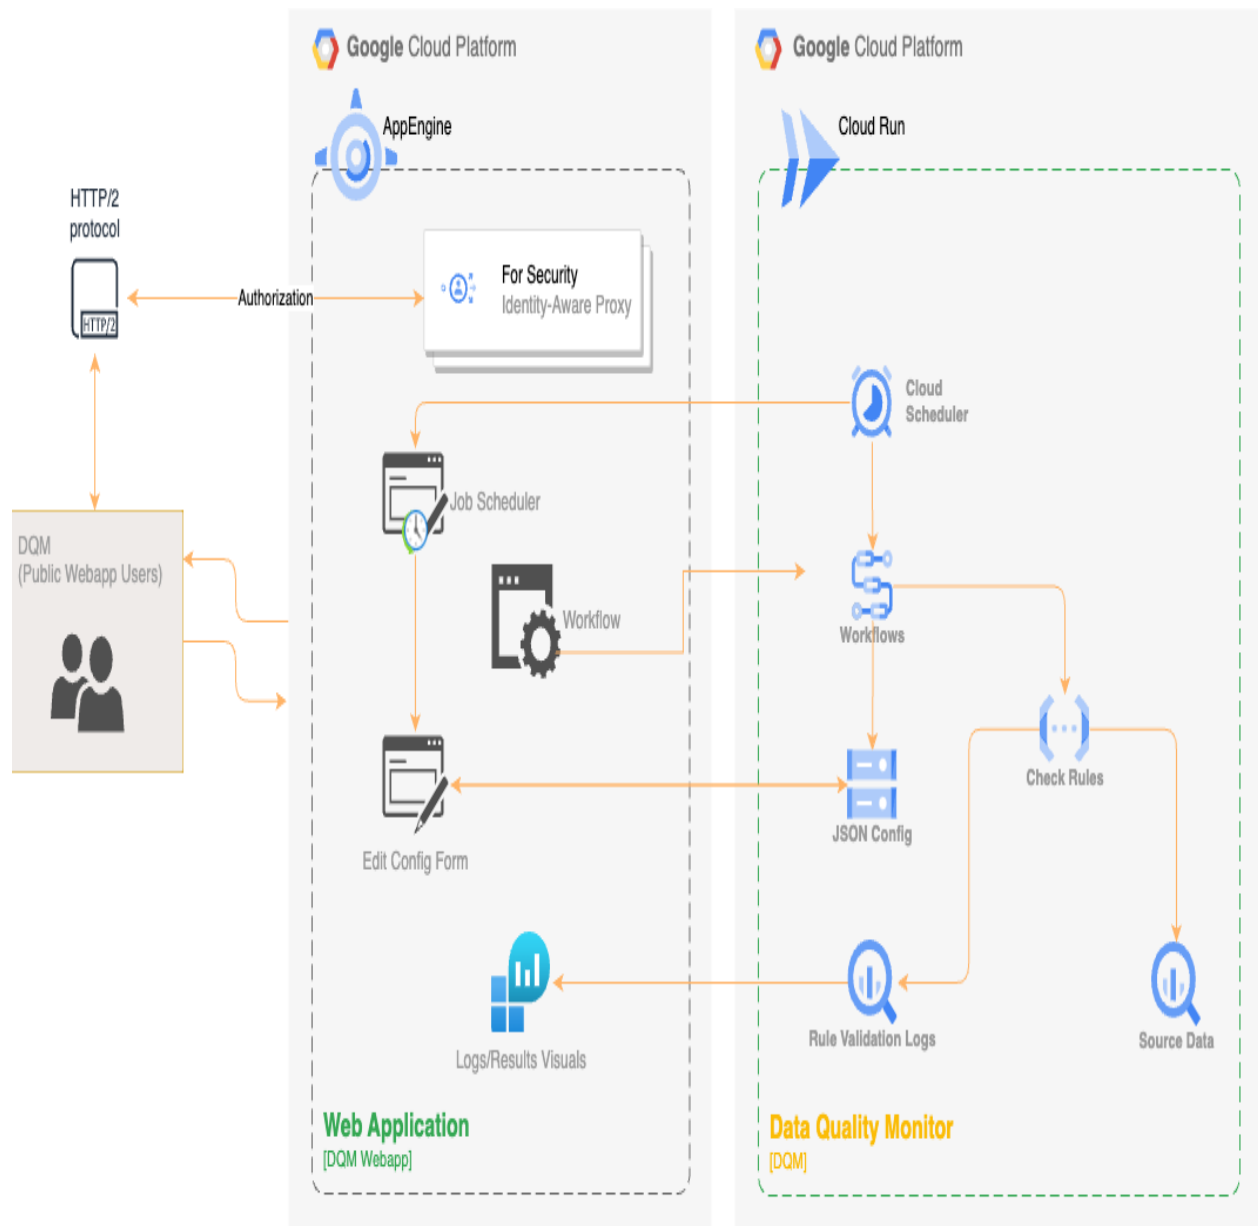 Google Cloud Platform
AppEngine
HTTP/2
protocol
HTTP/2
Authorization
For Security
Identity-Aware Proxy
DQM
(Public Webapp Users)
Job Scheduler
Workflow
Edit Config Form
Logs/Results Visuals
Web Application
[DQM Webapp]
Google Cloud Platform
Cloud Run
Cloud
Scheduler
Workflows
Check Rules
JSON Config
Rule Validation Logs
Source Data
Data Quality Monitor
[DQM]